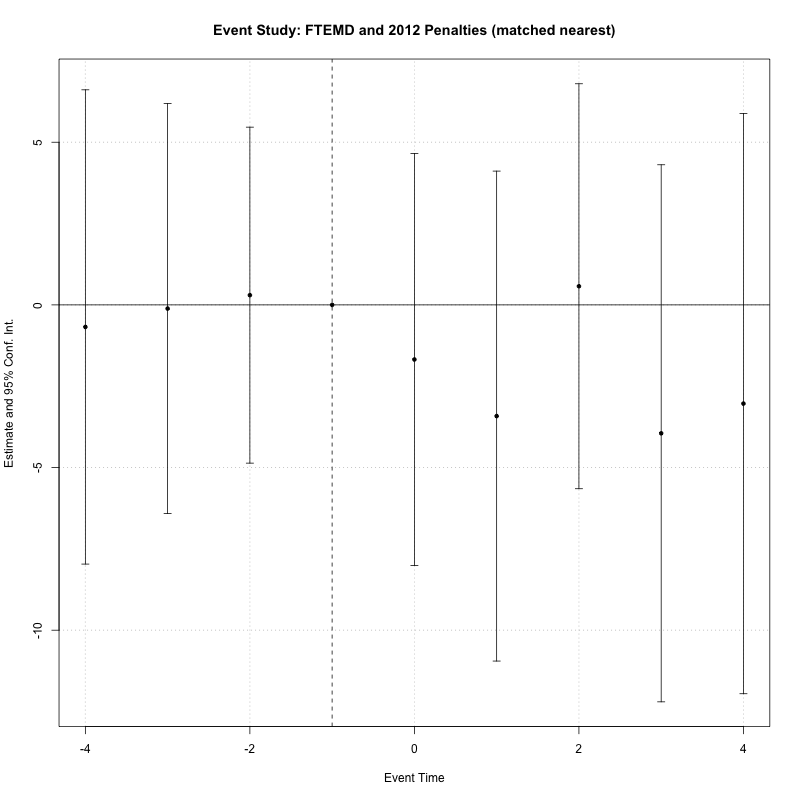 Event Study: FTEMD and 2012 Penalties (matched nearest)
Estimate and 95% Conf. Int.
5
0
-5
-10
-4 -2 0 2 4
Event Time